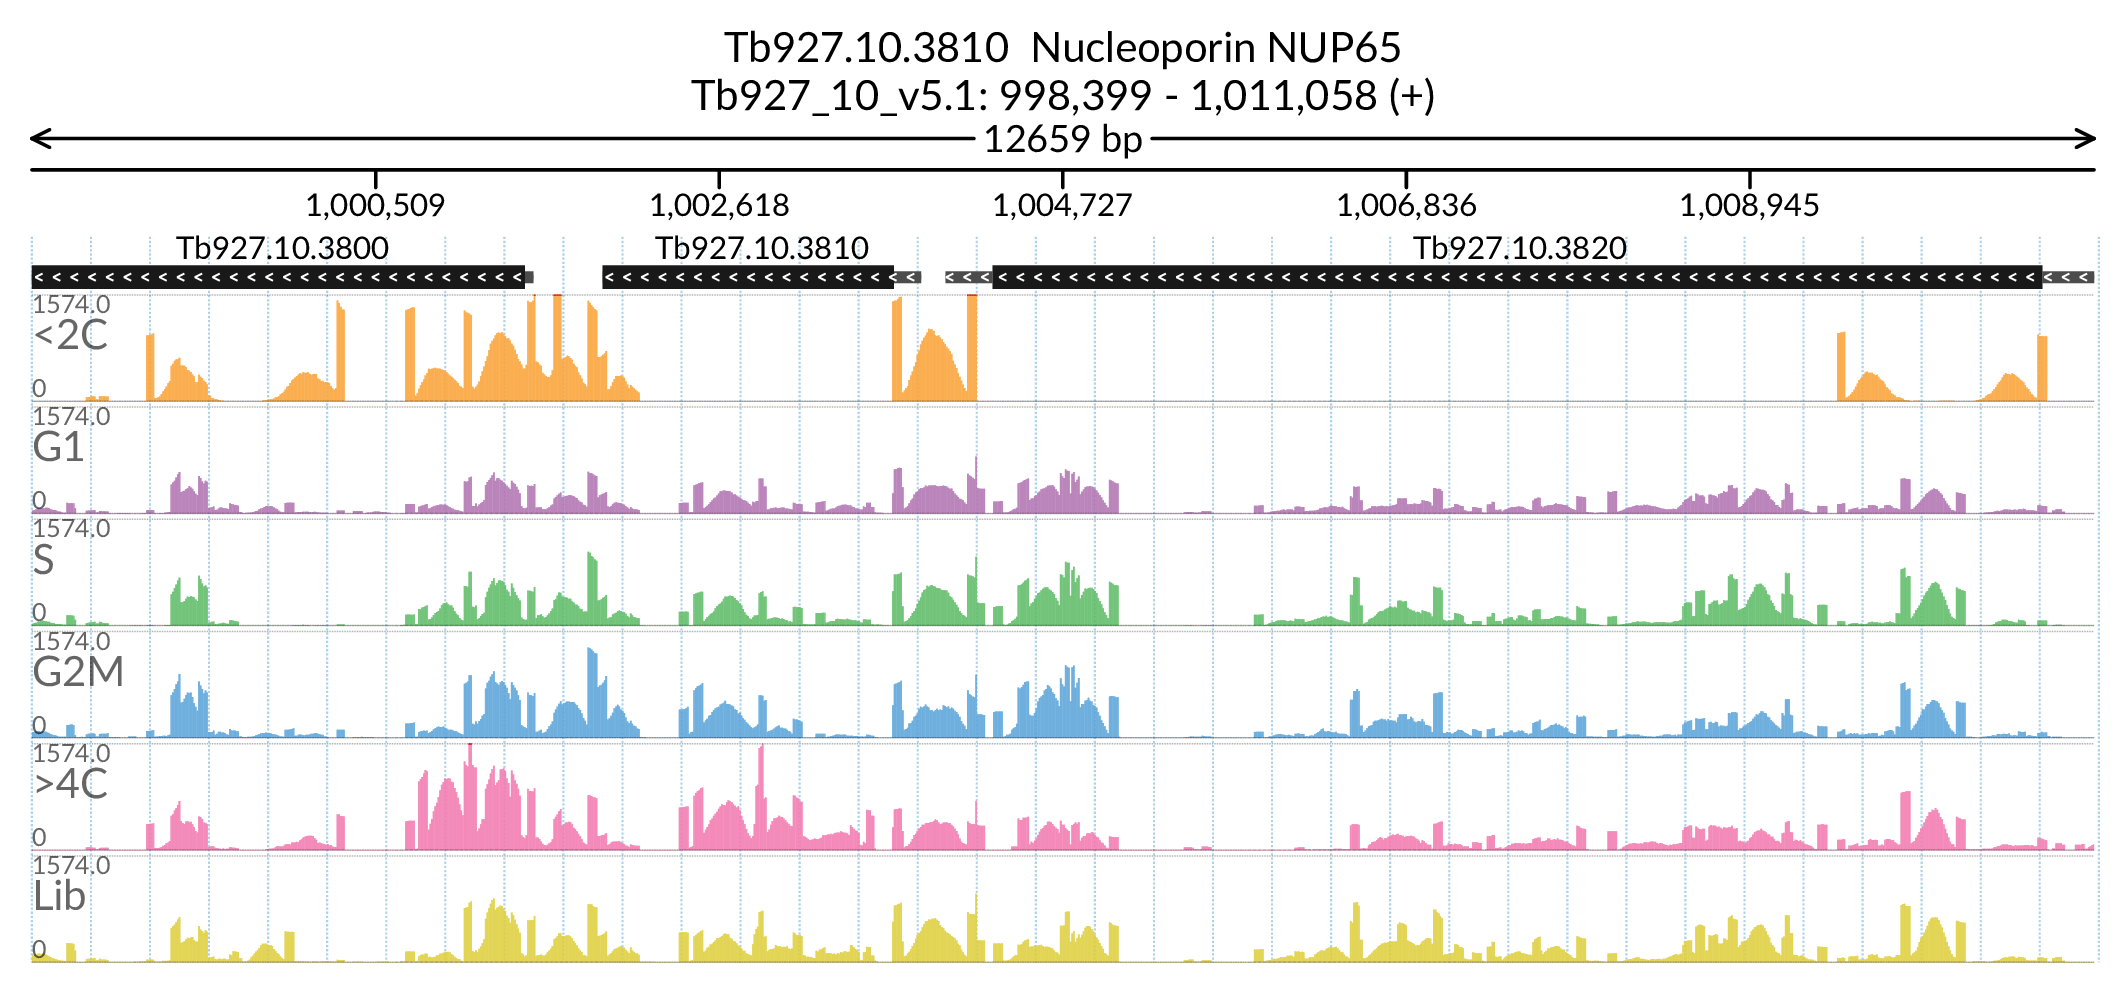 Tb927.10.3810 Nucleoporin NUP65
Tb927_10_v5.1: 998,399 - 1,011,058 (+)
12659 bp
1,000,509 1,002,618 1,004,727 1,006,836 1,008,945
Tb927.10.3800 Tb927.10.3810 Tb927.10.3820
1574.0
<2C
0
1574.0
G1
0
1574.0
S
0
1574.0
G2M
0
1574.0
>4C
0
1574.0
Lib
0